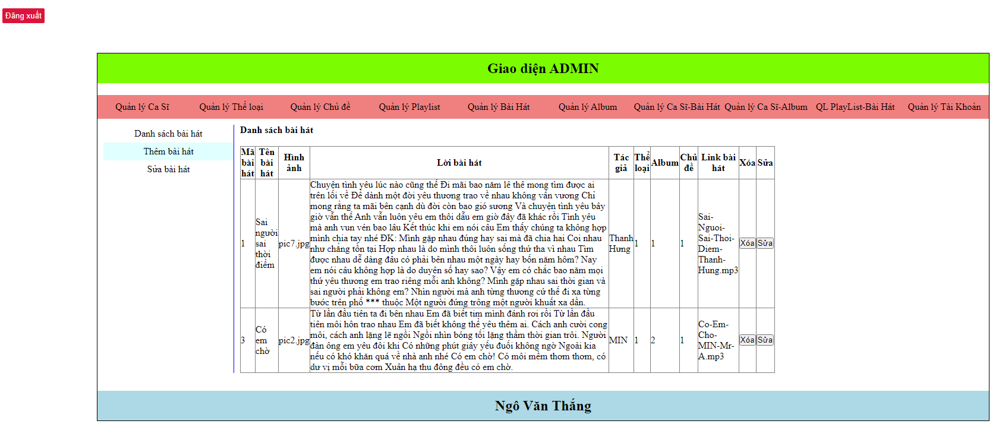 Đăng xuất
Giao diện ADMIN
Quản lý Ca Sĩ Quản lý Thể loại Quản lý Chủ đề Quản lý Playlist Quản lý Bài Hát Quản lý Album Quản lý Ca Sĩ-Bài Hát Quản lý Ca Sĩ-Album QL PlayList-Bài Hát Quản lý Tài Khoản
Danh sách bài hát
Thêm bài hát
Sửa bài hát
Danh sách bài hát
Mã bài hát Tên bài hát Hình ảnh Lời bài hát Tác giả Thể loại Album Chủ đề Link bài hát Xóa Sửa
1
Sai
người
sai
thời
điểm
pic7.jpg
Chuyện tình yêu lúc nào cũng thế Đi mãi bao năm lê thê mong tìm được ai
trên lối về Để dành một đời yêu thương trao về nhau không vấn vương Chỉ
mong rằng ta mãi bên cạnh dù đời còn bao gió sương Và chuyện tình yêu bây
giờ vẫn thế Anh vẫn luôn yêu em thôi dẫu em giờ đây đã khác rồi Tình yêu
mà anh vun vén bao lâu Kết thúc khi em nói câu Em thấy chúng ta không hợp
mình chia tay nhé ĐK: Mình gặp nhau đúng hay sai mà đã chia hai Coi nhau
như chẳng tồn tại Hợp nhau là do mình thôi luôn sống thứ tha vì nhau Tìm
được nhau dễ dàng đâu có phải bên nhau một ngày hay bốn năm hôm? Nay
em nói câu không hợp là do duyên số hay sao? Vậy em có chắc bao năm mọi
thứ yêu thương em trao riêng mỗi anh không? Mình gặp nhau sai thời gian và
sai người phải không em? Nhìn người mà anh từng thương cứ thế đi xa từng
bước trên phố *** thuộc Một người đứng trông một người khuất xa dần.
Thanh
Hưng
1
1
1
Sai-
Nguoi-
Sai-Thoi-
Diem-
Thanh-
Hung.mp3
Xóa
Sửa
3
Có
em
chờ
pic2.jpg
Từ lần đầu tiên ta đi bên nhau Em đã biết tim mình đánh rơi rồi Từ lần đầu
tiên môi hôn trao nhau Em đã biết không thể yêu thêm ai. Cách anh cười cong
môi, cách anh lặng lẽ ngồi Ngồi nhìn bóng tối lặng thầm thời gian trôi. Người
đàn ông em yêu đôi khi Có những phút giây yếu đuối không ngờ Ngoài kia
nếu có khó khăn quá về nhà anh nhé Có em chờ! Có môi mềm thơm thơm, có
dư vị mỗi bữa cơm Xuân hạ thu đông đều có em chờ.
MIN
1
2
1
Co-Em-
Cho-
MIN-Mr-
A.mp3
Xóa
Sửa
Ngô Văn Thắng